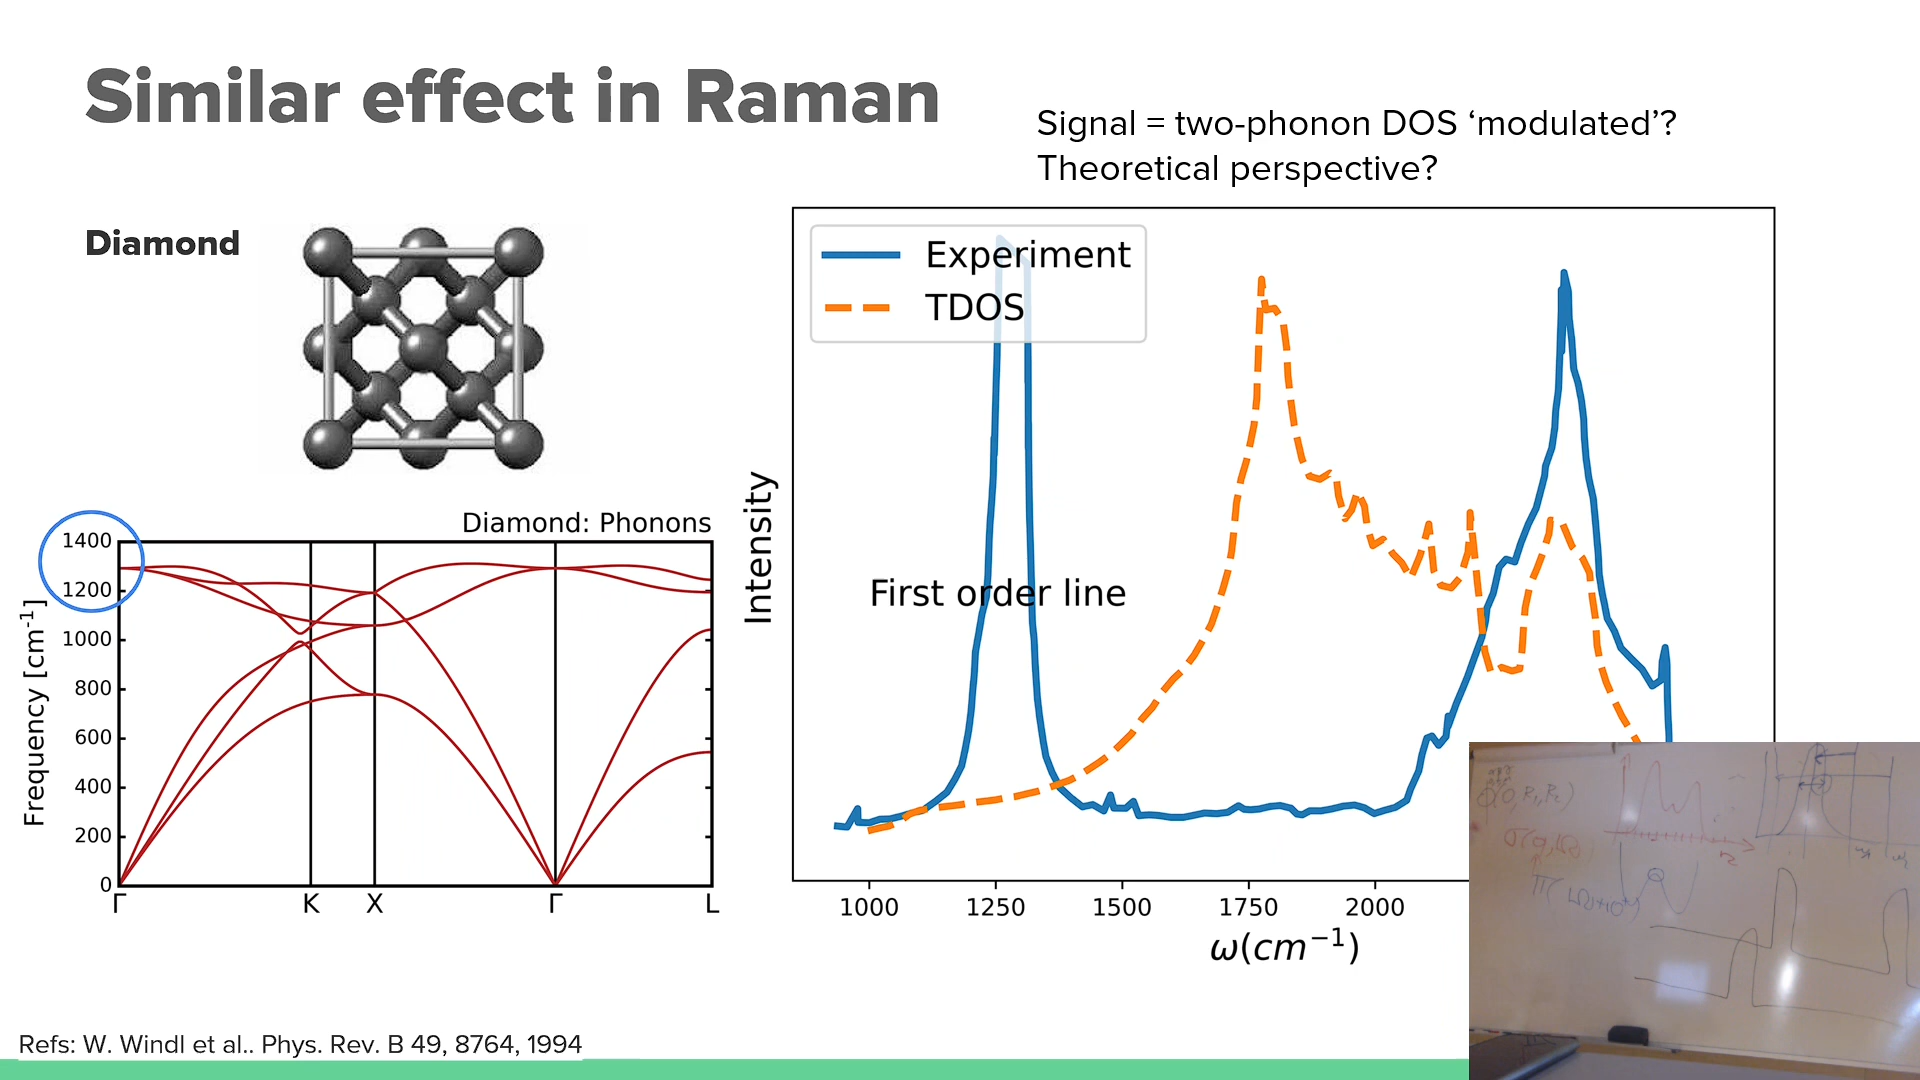 Similar effect in Raman
Signal = two-phonon DOS ‘modulated’?
Theoretical perspective?
Diamond
Experiment
TDOS
First order line
Intensity
1000 1250 1500 1750 2000
ω(cm⁻¹)
Diamond: Phonons
Frequency [cm⁻¹]
1400
1200
1000
800
600
400
200
0
Γ K X Γ L
Refs: W. Windl et al.. Phys. Rev. B 49, 8764, 1994